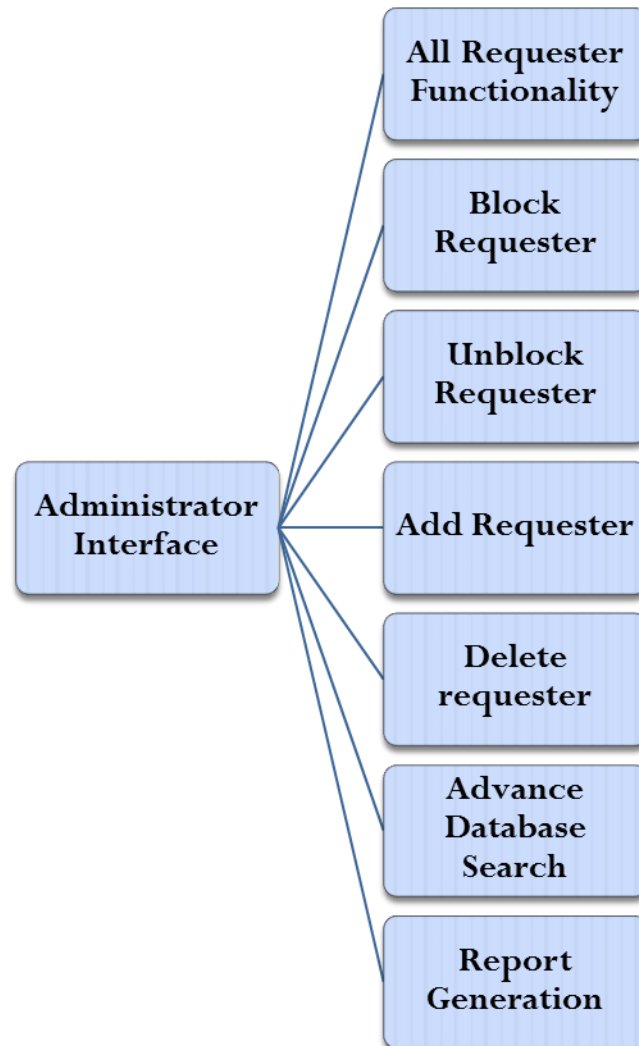 All Requester
Functionality
Block
Requester
Unblock
Requester
Administrator
Interface
Add Requester
Delete
requester
Advance
Database
Search
Report
Generation